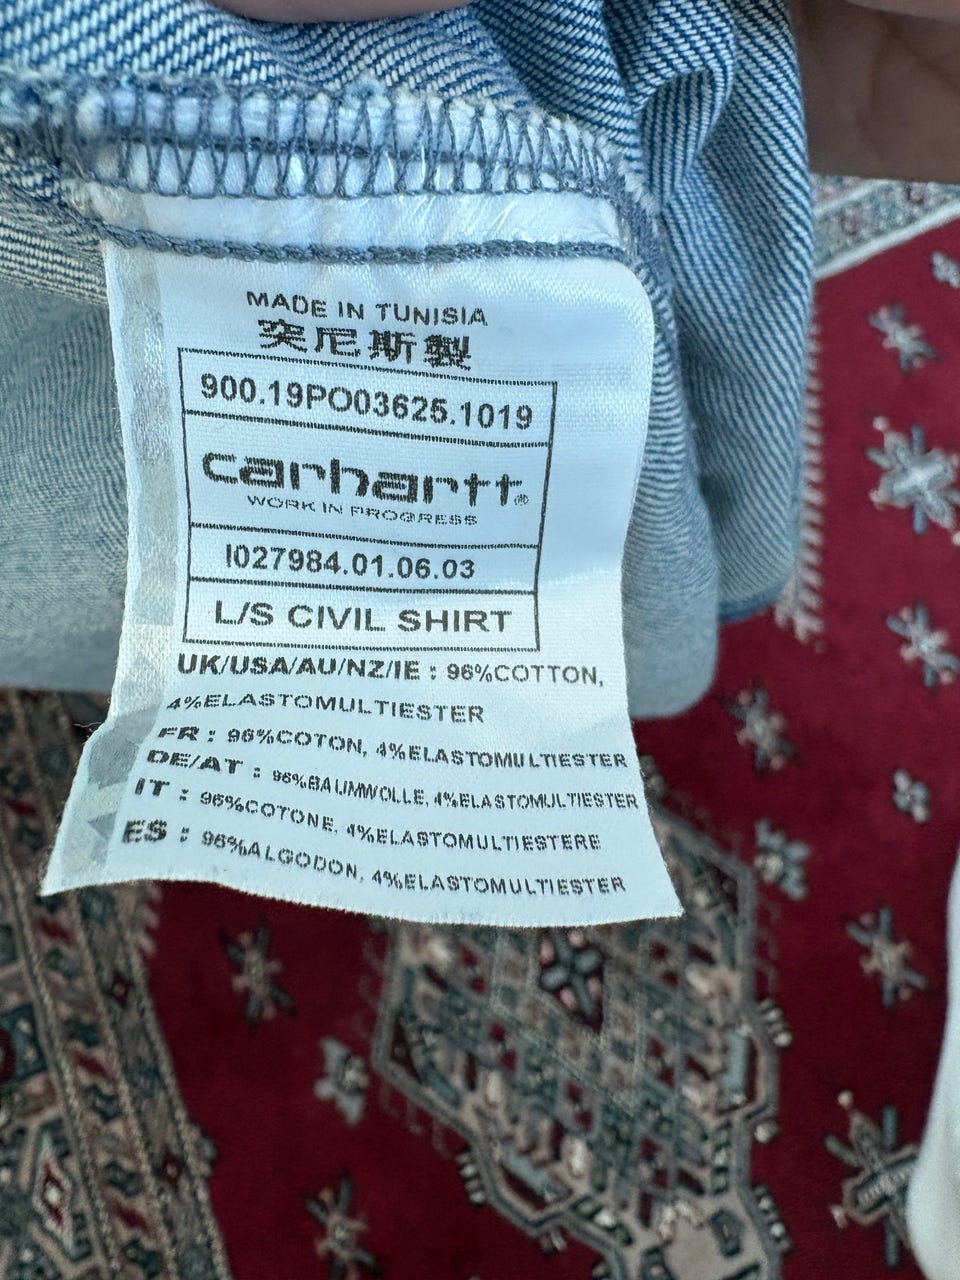 MADE IN TUNISIA
突尼斯製
900.19PO03625.1019
carhartt®
WORK IN PROGRESS
I027984.01.06.03
L/S CIVIL SHIRT
UK/USA/AU/NZ/IE : 96%COTTON,
4%ELASTOMULTIESTER
FR : 96%COTON, 4%ELASTOMULTIESTER
DE/AT : 96%BAUMWOLLE, 4%ELASTOMULTIESTER
IT : 96%COTONE, 4%ELASTOMULTIESTERE
ES : 96%ALGODON, 4%ELASTOMULTIESTER